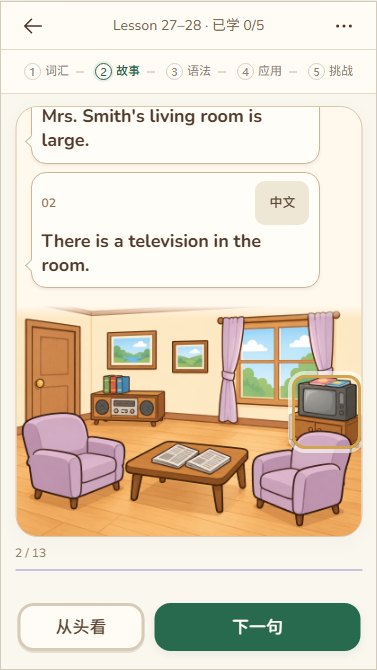 Lesson 27–28 · 已学 0/5
1 词汇 — 2 故事 — 3 语法 — 4 应用 — 5 挑战
Mrs. Smith's living room is
large.
02 中文
There is a television in the
room.
2 / 13
从头看 下一句